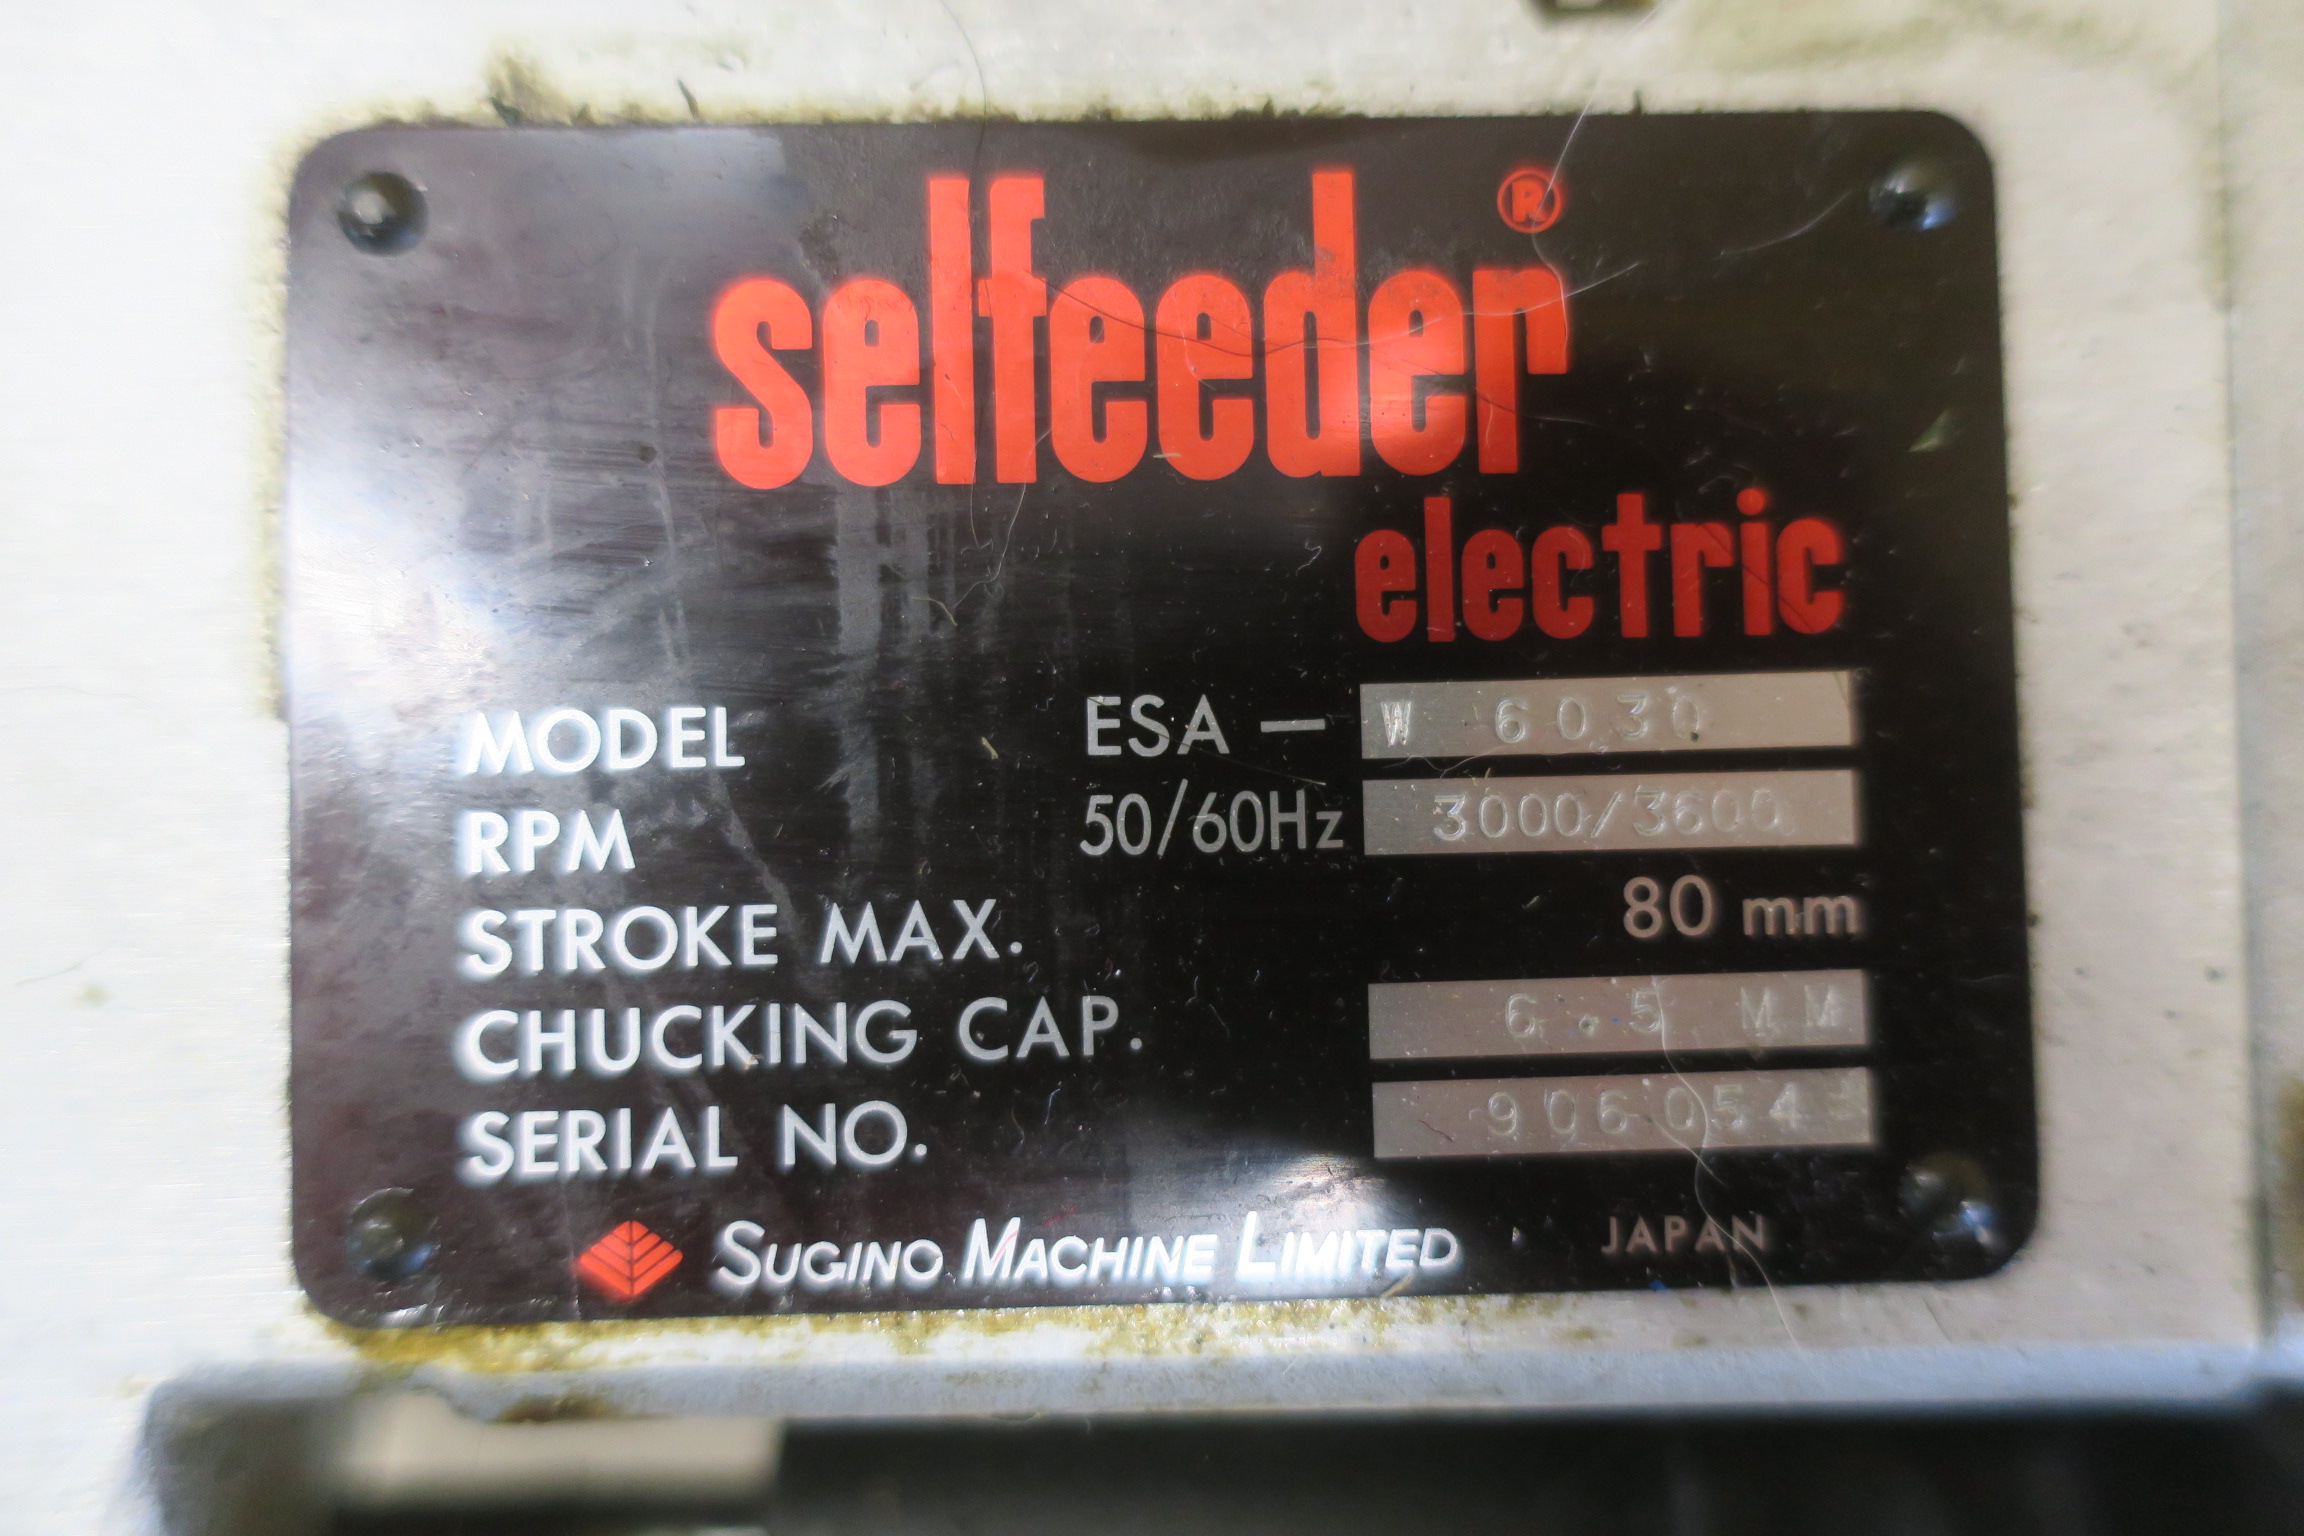 selfeeder®
electric
MODEL ESA — W 6030
RPM 50/60Hz 3000/3600
STROKE MAX. 80 mm
CHUCKING CAP. 6.5 MM
SERIAL NO. 906054
SUGINO MACHINE LIMITED JAPAN